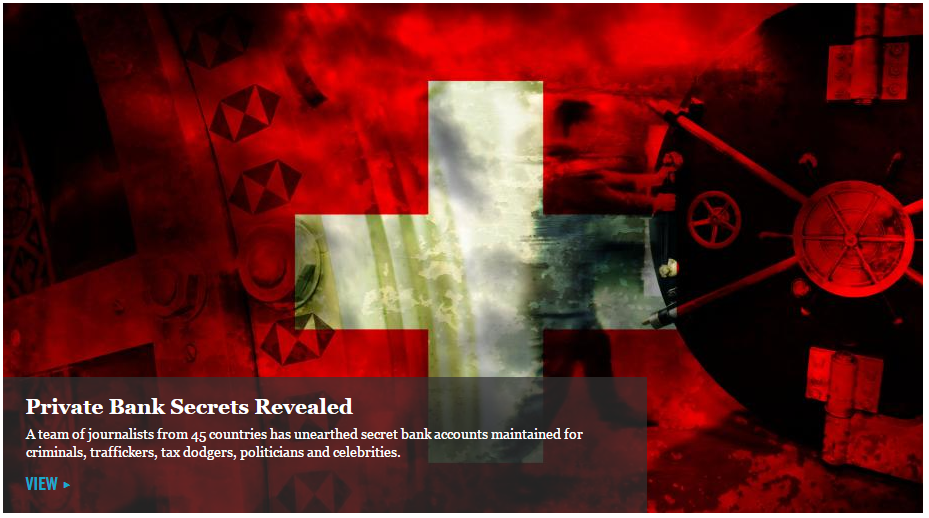 Private Bank Secrets Revealed
A team of journalists from 45 countries has unearthed secret bank accounts maintained for
criminals, traffickers, tax dodgers, politicians and celebrities.
VIEW ▸